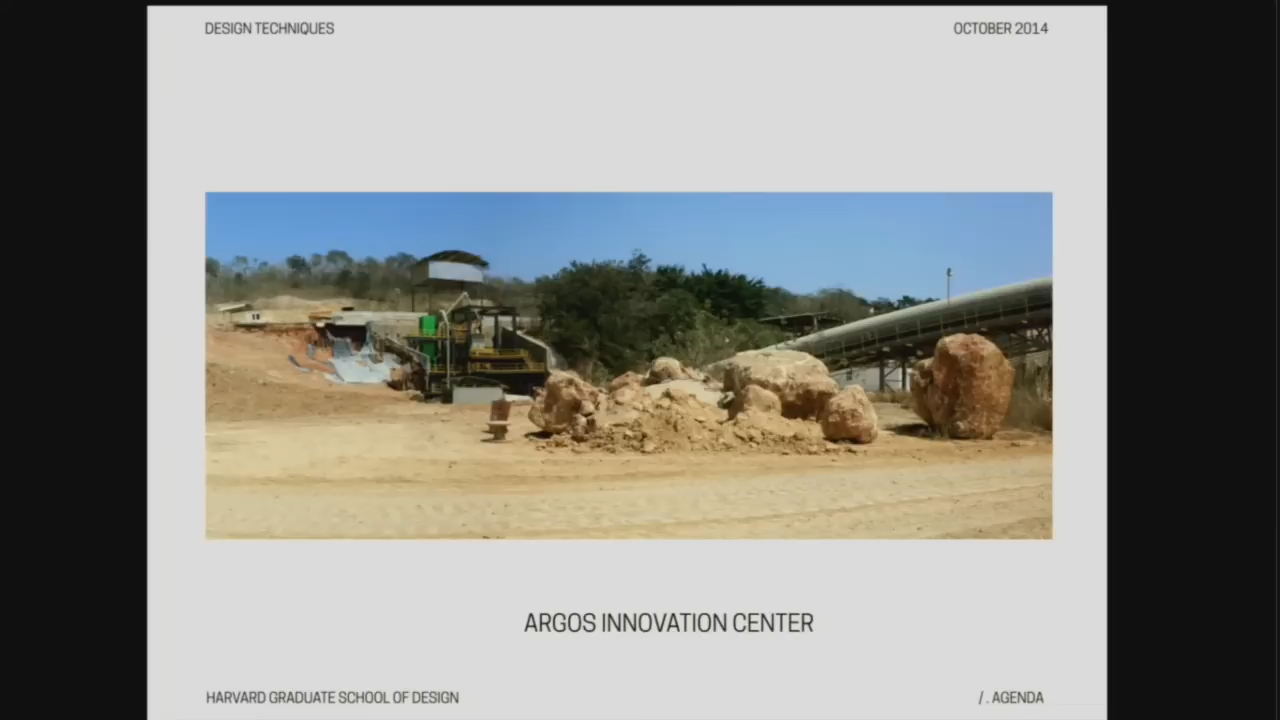 DESIGN TECHNIQUES
OCTOBER 2014
ARGOS INNOVATION CENTER
HARVARD GRADUATE SCHOOL OF DESIGN
/ . AGENDA